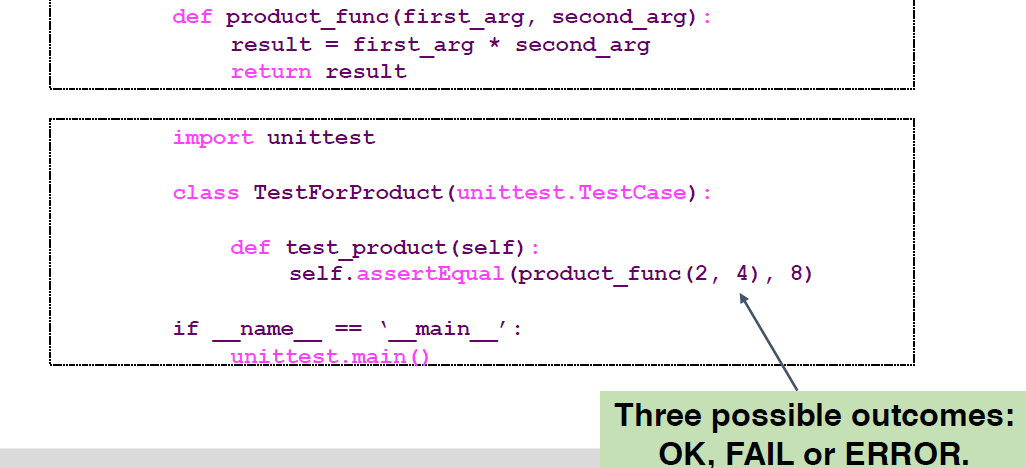 def product_func(first_arg, second_arg):
result = first_arg * second_arg
return result
import unittest
class TestForProduct(unittest.TestCase):
def test_product(self):
self.assertEqual(product_func(2, 4), 8)
if __name__ == ‘__main__’:
unittest.main()
Three possible outcomes:
OK, FAIL or ERROR.